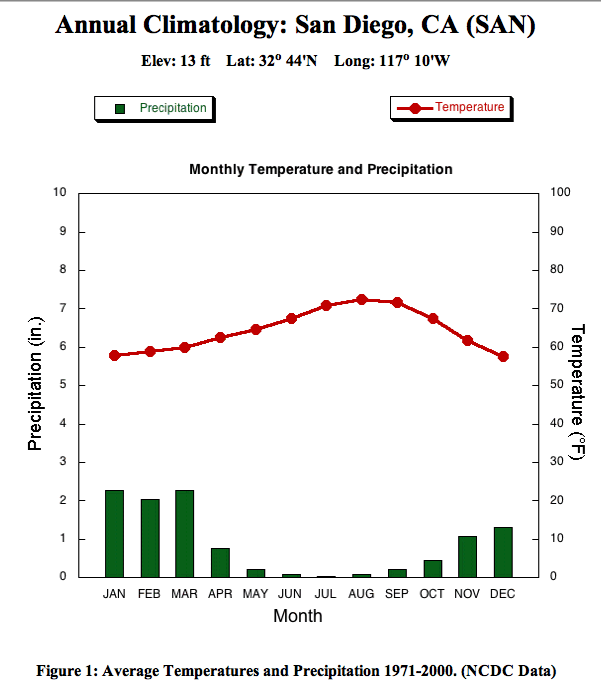 Annual Climatology: San Diego, CA (SAN)
Elev: 13 ft Lat: 32° 44'N Long: 117° 10'W
Precipitation Temperature
Monthly Temperature and Precipitation
10 100
9 90
8 80
7 70
6 60
5 50
4 40
3 30
2 20
1 10
0 0
Precipitation (in.)
Temperature (°F)
JAN FEB MAR APR MAY JUN JUL AUG SEP OCT NOV DEC
Month
Figure 1: Average Temperatures and Precipitation 1971-2000. (NCDC Data)